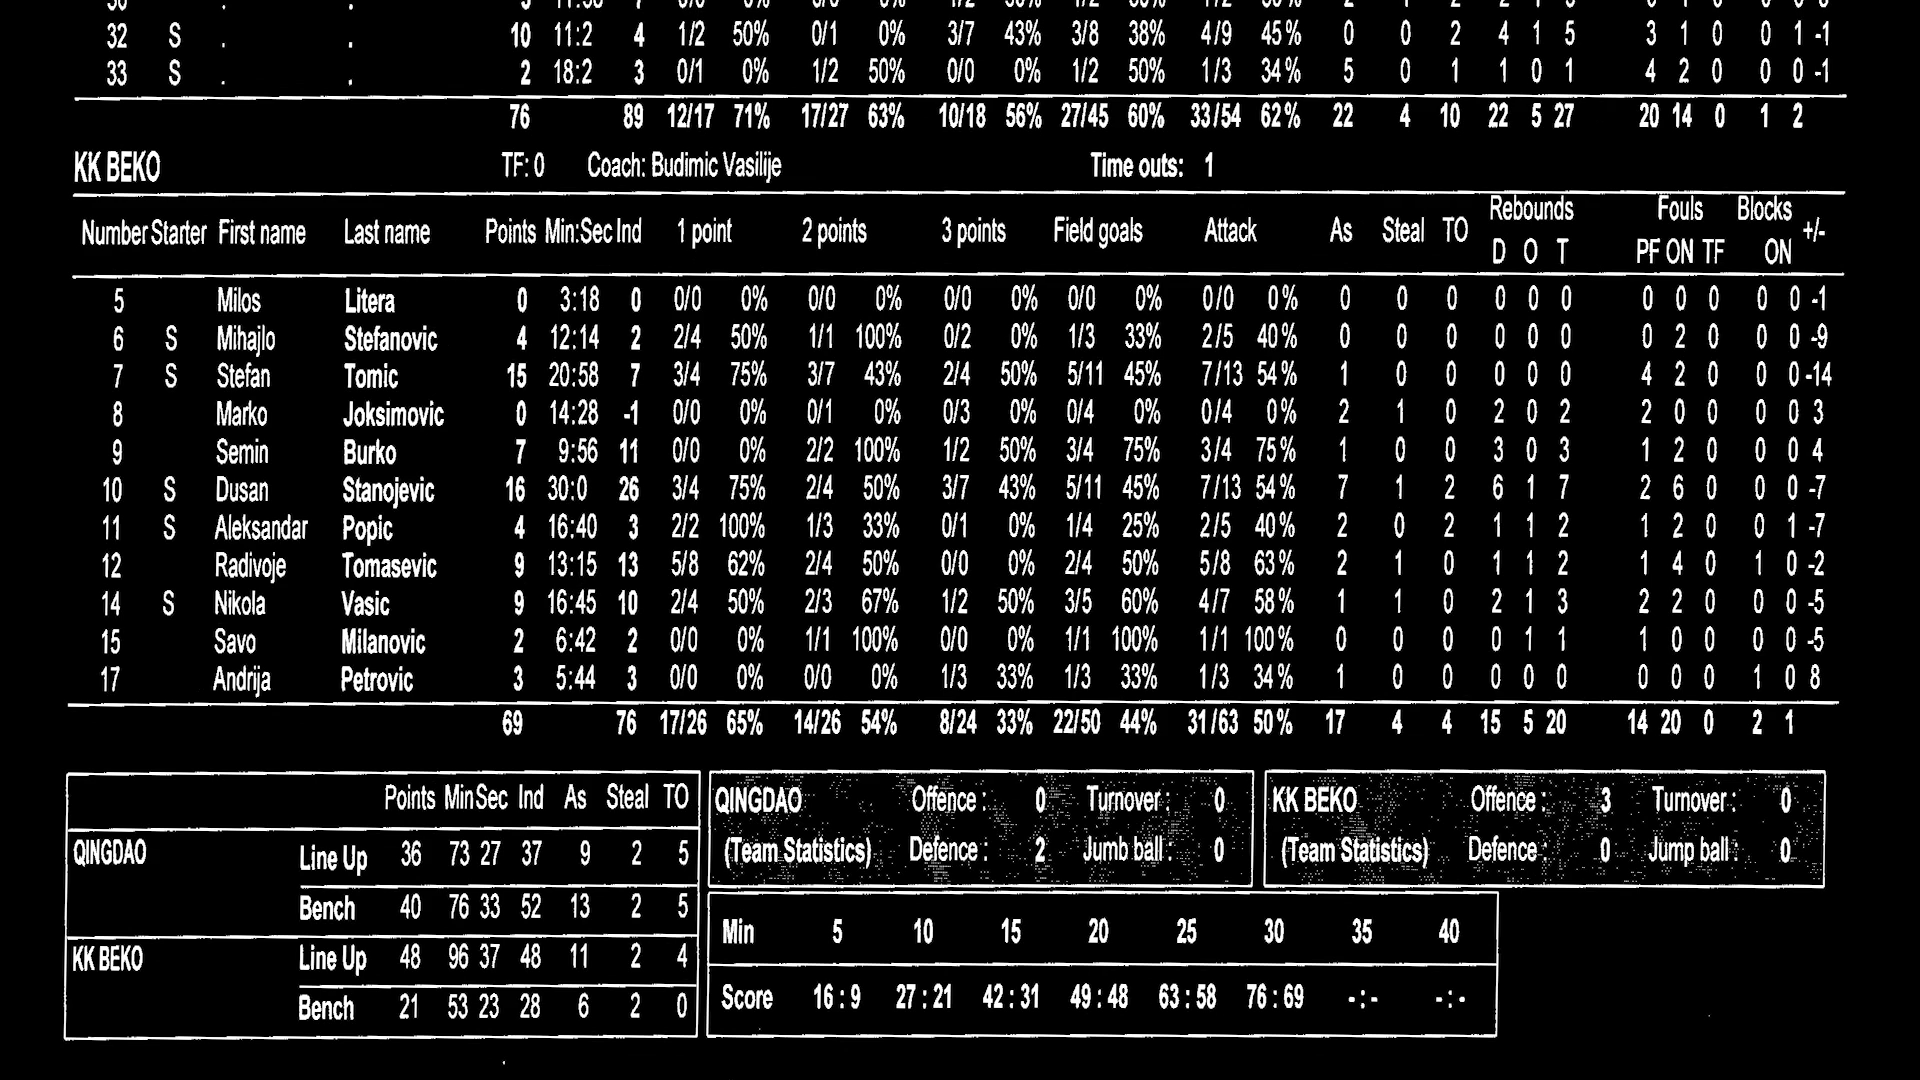 32 S . . 10 11:2 4 1/2 50% 0/1 0% 3/7 43% 3/8 38% 4/9 45% 0 0 2 4 1 5 3 1 0 0 1 -1
33 S . . 2 18:2 3 0/1 0% 1/2 50% 0/0 0% 1/2 50% 1/3 34% 5 0 1 1 0 1 4 2 0 0 0 -1
76 89 12/17 71% 17/27 63% 10/18 56% 27/45 60% 33/54 62% 22 4 10 22 5 27 20 14 0 1 2
KK BEKO TF: 0 Coach: Budimic Vasilije Time outs: 1
Rebounds Fouls Blocks
Number Starter First name Last name Points Min:Sec Ind 1 point 2 points 3 points Field goals Attack As Steal TO +/-
D O T PF ON TF ON
5 Milos Litera 0 3:18 0 0/0 0% 0/0 0% 0/0 0% 0/0 0% 0/0 0% 0 0 0 0 0 0 0 0 0 0 0 -1
6 S Mihajlo Stefanovic 4 12:14 2 2/4 50% 1/1 100% 0/2 0% 1/3 33% 2/5 40% 0 0 0 0 0 0 0 2 0 0 0 -9
7 S Stefan Tomic 15 20:58 7 3/4 75% 3/7 43% 2/4 50% 5/11 45% 7/13 54% 1 0 0 0 0 0 4 2 0 0 0 -14
8 Marko Joksimovic 0 14:28 -1 0/0 0% 0/1 0% 0/3 0% 0/4 0% 0/4 0% 2 1 0 2 0 2 2 0 0 0 0 3
9 Semin Burko 7 9:56 11 0/0 0% 2/2 100% 1/2 50% 3/4 75% 3/4 75% 1 0 0 3 0 3 1 2 0 0 0 4
10 S Dusan Stanojevic 16 30:0 26 3/4 75% 2/4 50% 3/7 43% 5/11 45% 7/13 54% 7 1 2 6 1 7 2 6 0 0 0 -7
11 S Aleksandar Popic 4 16:40 3 2/2 100% 1/3 33% 0/1 0% 1/4 25% 2/5 40% 2 0 2 1 1 2 1 2 0 0 1 -7
12 Radivoje Tomasevic 9 13:15 13 5/8 62% 2/4 50% 0/0 0% 2/4 50% 5/8 63% 2 1 0 1 1 2 1 4 0 1 0 -2
14 S Nikola Vasic 9 16:45 10 2/4 50% 2/3 67% 1/2 50% 3/5 60% 4/7 58% 1 1 0 2 1 3 2 2 0 0 0 -5
15 Savo Milanovic 2 6:42 2 0/0 0% 1/1 100% 0/0 0% 1/1 100% 1/1 100% 0 0 0 0 1 1 1 0 0 0 0 -5
17 Andrija Petrovic 3 5:44 3 0/0 0% 0/0 0% 1/3 33% 1/3 33% 1/3 34% 1 0 0 0 0 0 0 0 0 1 0 8
69 76 17/26 65% 14/26 54% 8/24 33% 22/50 44% 31/63 50% 17 4 4 15 5 20 14 20 0 2 1
Points MinSec Ind As Steal TO
QINGDAO Line Up 36 73 27 37 9 2 5
Bench 40 76 33 52 13 2 5
KK BEKO Line Up 48 96 37 48 11 2 4
Bench 21 53 23 28 6 2 0
QINGDAO Offence : 0 Turnover : 0
(Team Statistics) Defence : 2 Jumb ball : 0
KK BEKO Offence : 3 Turnover : 0
(Team Statistics) Defence : 0 Jump ball : 0
Min 5 10 15 20 25 30 35 40
Score 16 : 9 27 : 21 42 : 31 49 : 48 63 : 58 76 : 69 - : - - : -